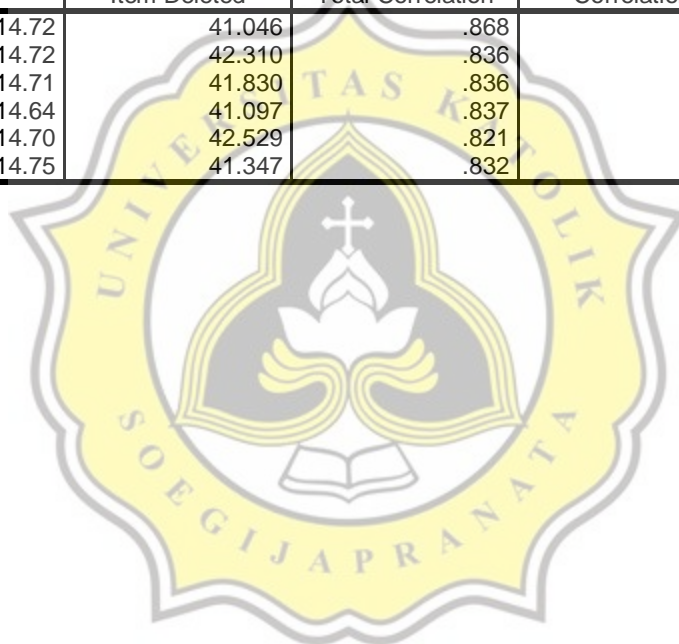 Item Deleted Total Correlation Correlation
14.72 41.046 .868
14.72 42.310 .836
14.71 41.830 .836
14.64 41.097 .837
14.70 42.529 .821
14.75 41.347 .832
UNIVERSITAS KATOLIK
SOEGIJAPRANATA